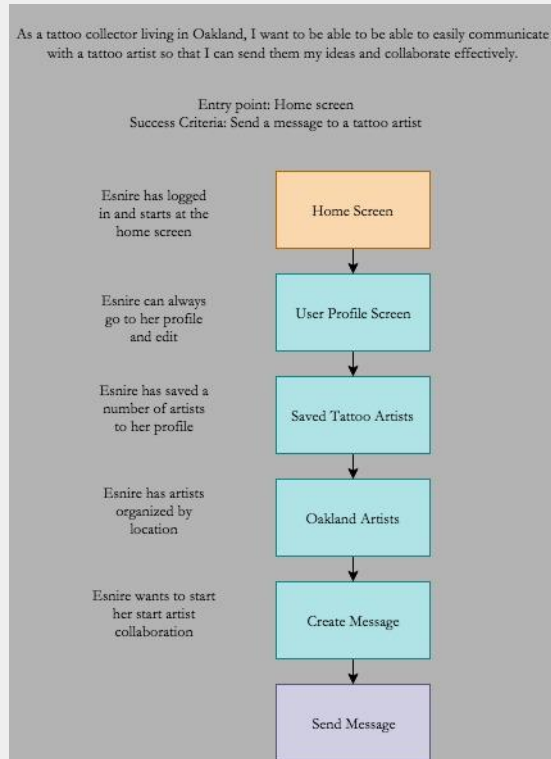 As a tattoo collector living in Oakland, I want to be able to be able to easily communicate
with a tattoo artist so that I can send them my ideas and collaborate effectively.
Entry point: Home screen
Success Criteria: Send a message to a tattoo artist
Esnire has logged
in and starts at the
home screen
Home Screen
Esnire can always
go to her profile
and edit
User Profile Screen
Esnire has saved a
number of artists
to her profile
Saved Tattoo Artists
Esnire has artists
organized by
location
Oakland Artists
Esnire wants to start
her start artist
collaboration
Create Message
Send Message